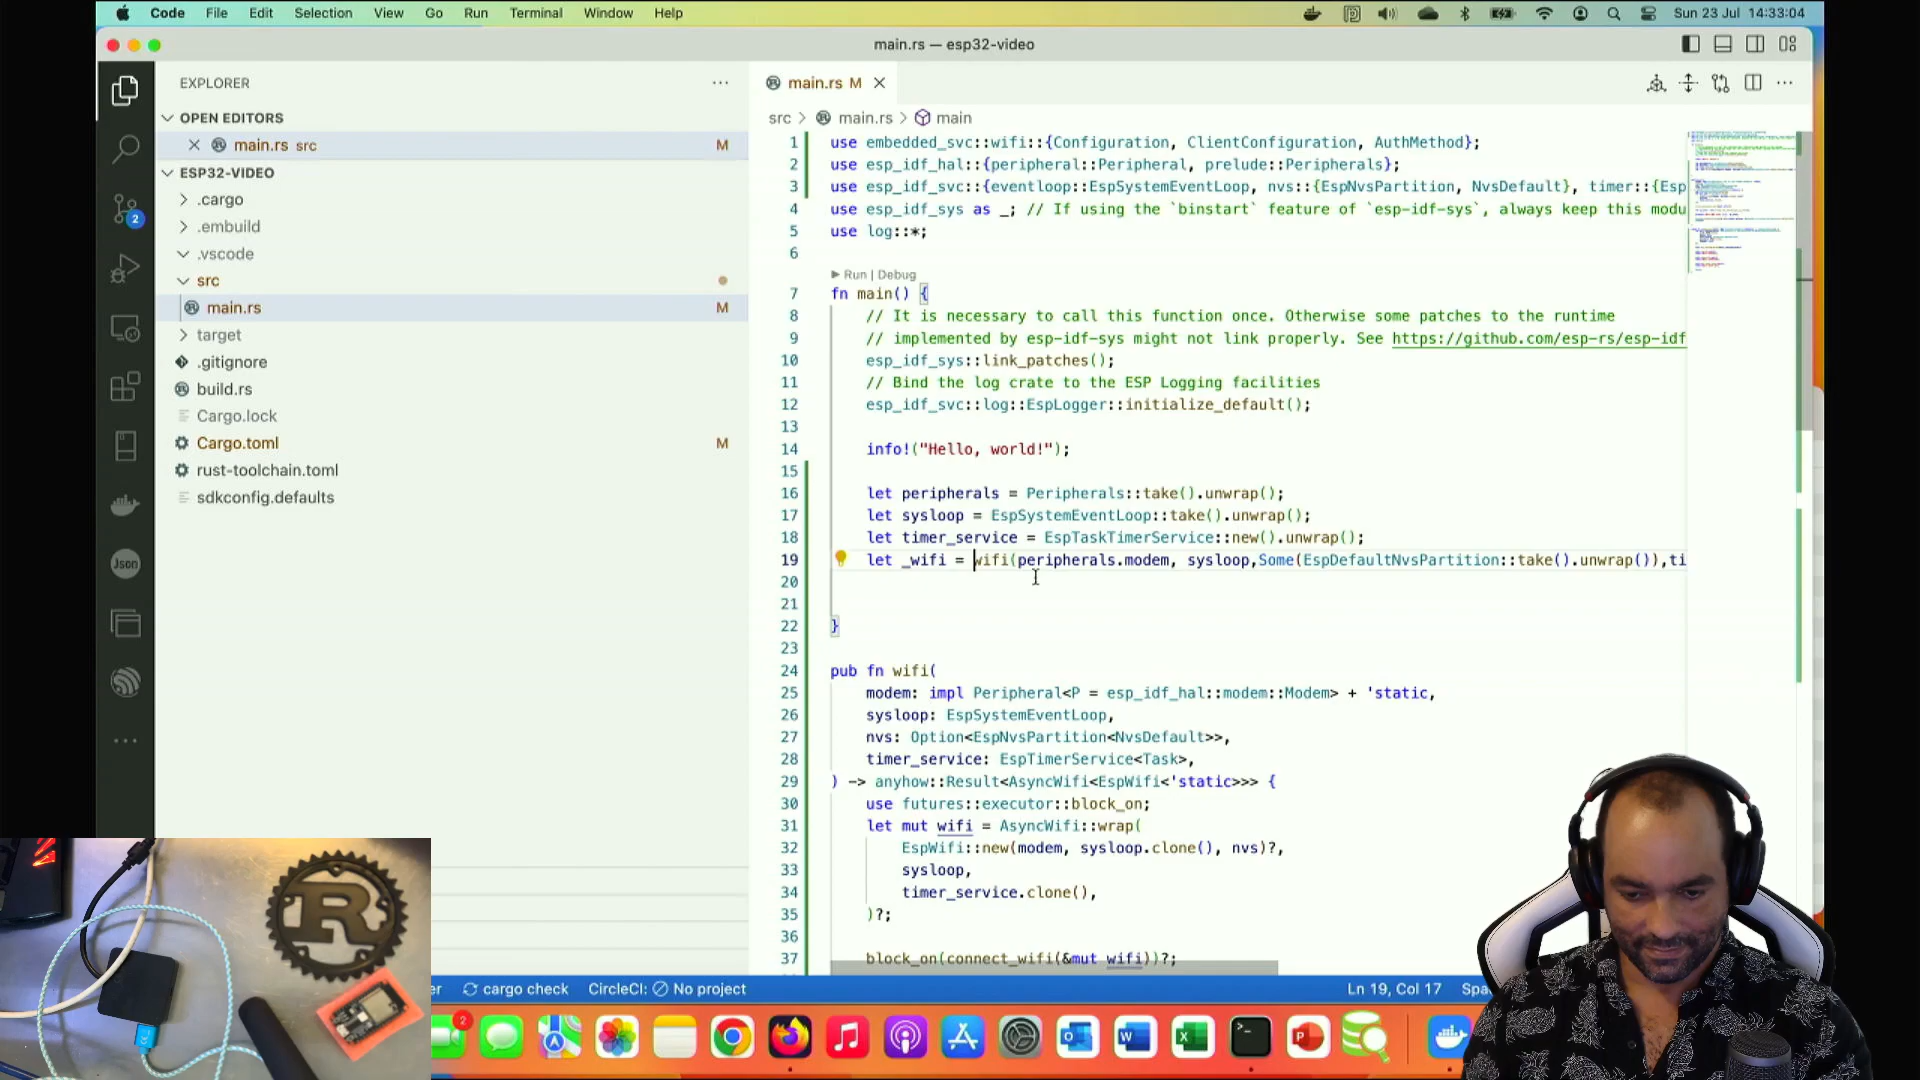 Code File Edit Selection View Go Run Terminal Window Help
Sun 23 Jul 14:33:04
main.rs — esp32-video
EXPLORER
OPEN EDITORS
main.rs src M
ESP32-VIDEO
.cargo
.embuild
.vscode
src
main.rs M
target
.gitignore
build.rs
Cargo.lock
Cargo.toml M
rust-toolchain.toml
sdkconfig.defaults
2
Json
main.rs M
src > main.rs > main
1 use embedded_svc::wifi::{Configuration, ClientConfiguration, AuthMethod};
2 use esp_idf_hal::{peripheral::Peripheral, prelude::Peripherals};
3 use esp_idf_svc::{eventloop::EspSystemEventLoop, nvs::{EspNvsPartition, NvsDefault}, timer::{Esp
4 use esp_idf_sys as _; // If using the `binstart` feature of `esp-idf-sys`, always keep this modu
5 use log::*;
6
Run | Debug
7 fn main() {
8 // It is necessary to call this function once. Otherwise some patches to the runtime
9 // implemented by esp-idf-sys might not link properly. See https://github.com/esp-rs/esp-idf
10 esp_idf_sys::link_patches();
11 // Bind the log crate to the ESP Logging facilities
12 esp_idf_svc::log::EspLogger::initialize_default();
13
14 info!("Hello, world!");
15
16 let peripherals = Peripherals::take().unwrap();
17 let sysloop = EspSystemEventLoop::take().unwrap();
18 let timer_service = EspTaskTimerService::new().unwrap();
19 let _wifi = wifi(peripherals.modem, sysloop,Some(EspDefaultNvsPartition::take().unwrap()),ti
20
21
22 }
23
24 pub fn wifi(
25 modem: impl Peripheral<P = esp_idf_hal::modem::Modem> + 'static,
26 sysloop: EspSystemEventLoop,
27 nvs: Option<EspNvsPartition<NvsDefault>>,
28 timer_service: EspTimerService<Task>,
29 ) -> anyhow::Result<AsyncWifi<EspWifi<'static>>> {
30 use futures::executor::block_on;
31 let mut wifi = AsyncWifi::wrap(
32 EspWifi::new(modem, sysloop.clone(), nvs)?,
33 sysloop,
34 timer_service.clone(),
35 )?;
36
37 block_on(connect_wifi(&mut wifi))?;
cargo check CircleCI: No project
Ln 19, Col 17
R
2